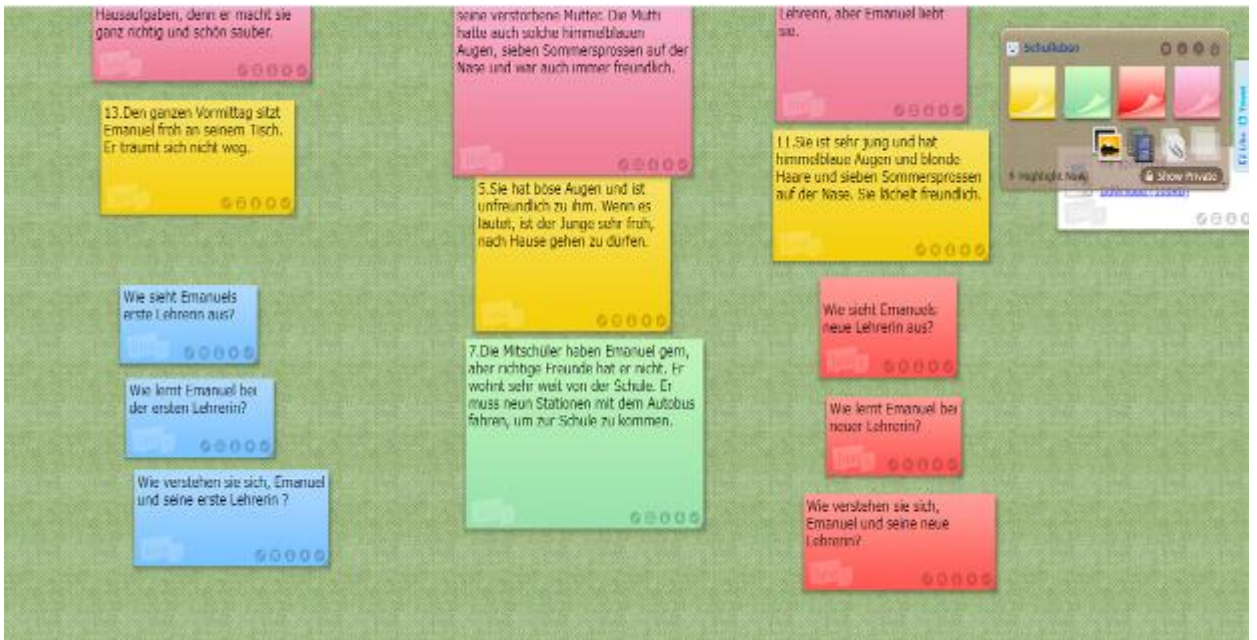 Hausaufgaben, denn er macht sie
ganz richtig und schön sauber.
13.Den ganzen Vormittag sitzt
Emanuel froh an seinem Tisch.
Er träumt sich nicht weg.
Wie sieht Emanuels
erste Lehrerin aus?
Wie lernt Emanuel bei
der ersten Lehrerin?
Wie verstehen sie sich, Emanuel
und seine erste Lehrerin ?
seine verstorbene Mutter. Die Mutti
hatte auch solche himmelblauen
Augen, sieben Sommersprossen auf der
Nase und war auch immer freundlich.
5.Sie hat böse Augen und ist
unfreundlich zu ihm. Wenn es
läutet, ist der Junge sehr froh,
nach Hause gehen zu dürfen.
7.Die Mitschüler haben Emanuel gern,
aber richtige Freunde hat er nicht. Er
wohnt sehr weit von der Schule. Er
muss neun Stationen mit dem Autobus
fahren, um zur Schule zu kommen.
Lehrerin, aber Emanuel liebt
sie.
11.Sie ist sehr jung und hat
himmelblaue Augen und blonde
Haare und sieben Sommersprossen
auf der Nase. Sie lächelt freundlich.
Wie sieht Emanuels
neue Lehrerin aus?
Wie lernt Emanuel bei
neuer Lehrerin?
Wie verstehen sie sich,
Emanuel und seine neue
Lehrerin?
Schulleben
Highlight New
Show Private
Like
Tweet